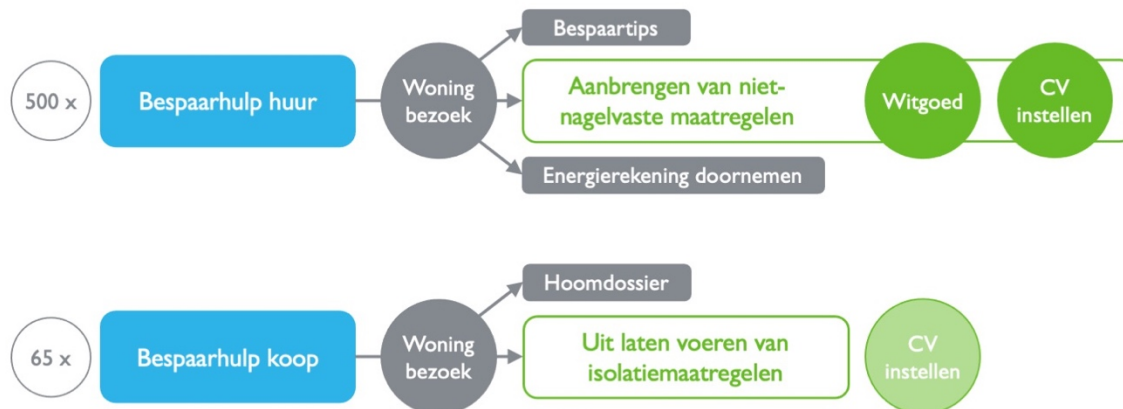 Bespaartips
500 x
Bespaarhulp huur
Woning
bezoek
Aanbrengen van niet-
nagelvaste maatregelen
Witgoed
CV
instellen
Energierekening doornemen
Hoomdossier
65 x
Bespaarhulp koop
Woning
bezoek
Uit laten voeren van
isolatiemaatregelen
CV
instellen